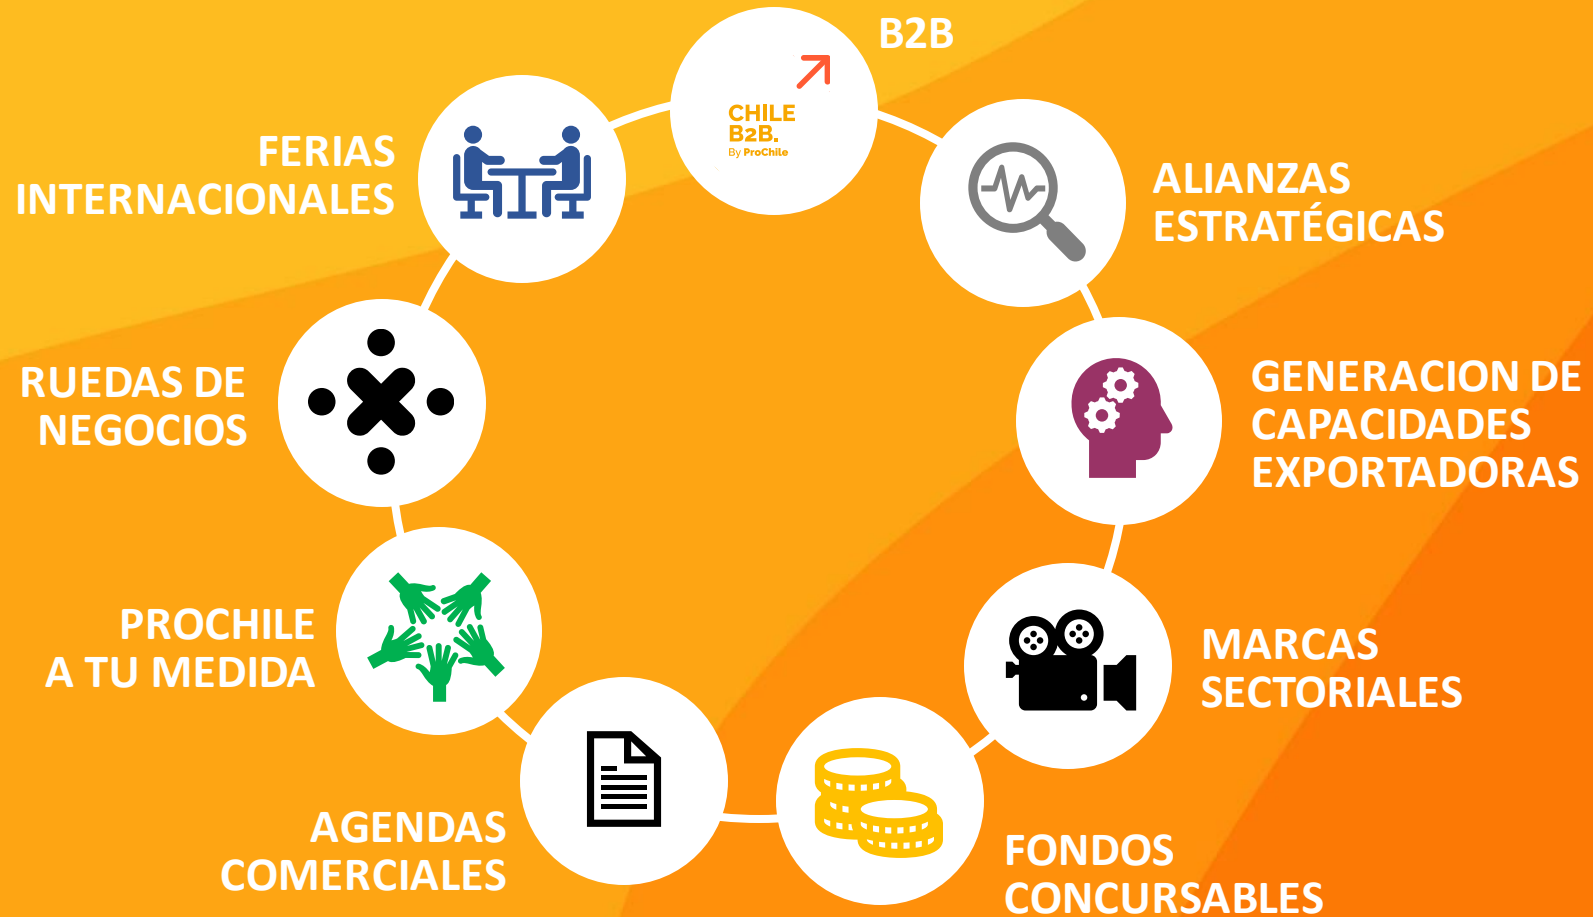 B2B
CHILE
B2B.
By ProChile
FERIAS
INTERNACIONALES
ALIANZAS
ESTRATÉGICAS
RUEDAS DE
NEGOCIOS
GENERACION DE
CAPACIDADES
EXPORTADORAS
PROCHILE
A TU MEDIDA
MARCAS
SECTORIALES
AGENDAS
COMERCIALES
FONDOS
CONCURSABLES